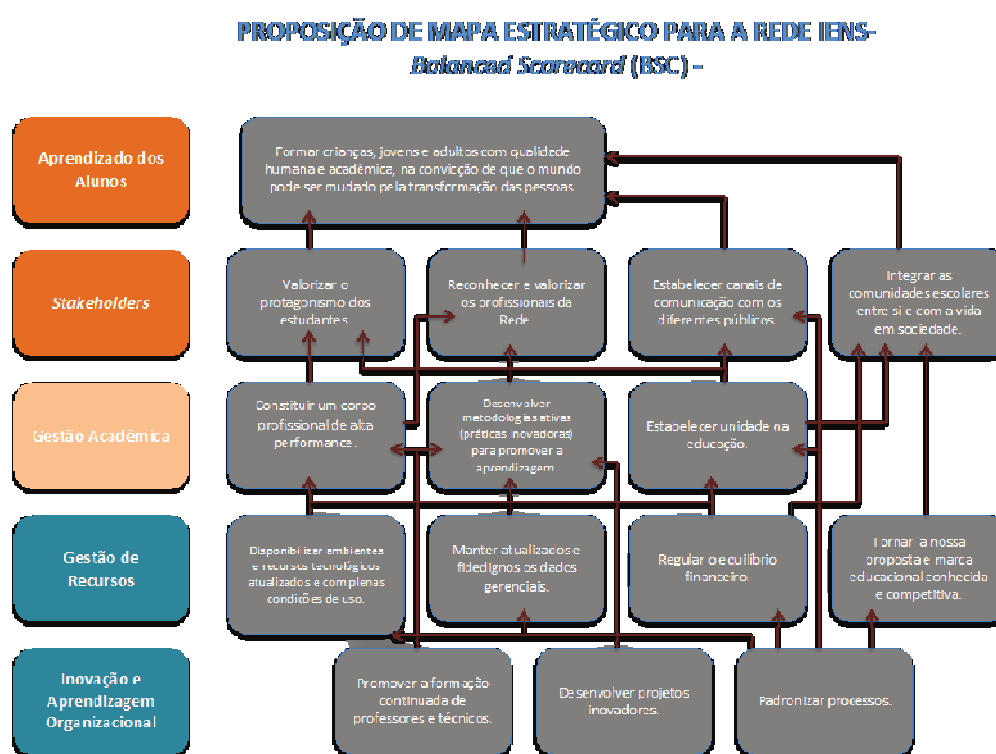 PROPOSIÇÃO DE MAPA ESTRATÉGICO PARA A REDE IENS-
Balanced Scorecard (BSC) –
Aprendizado dos
Alunos
Formar crianças, jovens e adultos com qualidade
humana e acadêmica, na convicção de que o mundo
pode ser mudado pela transformação das pessoas
Stakeholders
Valorizar o
protagonismo dos
estudantes
Reconhecer e valorizar
os profissionais da
Rede
Estabelecer canais de
comunicação com os
diferentes públicos.
Integrar as
comunidades escolares
entre si e com a vida
em sociedade.
Gestão Acadêmica
Constituir um corpo
profissional de alta
performance.
Desenvolver
metodologias ativas
(práticas inovadoras)
para promover a
aprendizagem
Estabelecer unidade na
educação.
Gestão de
Recursos
Disponibilizar ambientes
e recursos tecnológicos
atualizados e com plenas
condições de uso.
Manter atualizados e
fidedignos os dados
gerenciais.
Regular o equilíbrio
financeiro.
Tornar a nossa
proposta e marca
educacional conhecida
e competitiva.
Inovação e
Aprendizagem
Organizacional
Promover a formação
continuada de
professores e técnicos.
Desenvolver projetos
inovadores.
Padronizar processos.